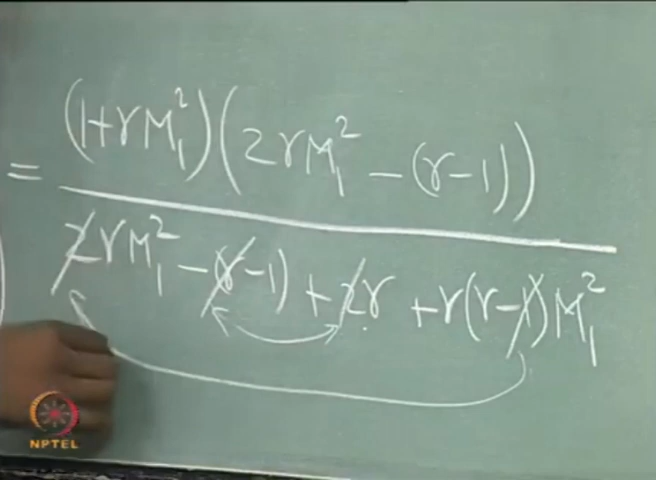 = (1+γM₁²)(2γM₁² − (γ−1))
2γM₁² − (γ−1) + 2γ + γ(γ−1)M₁²
NPTEL